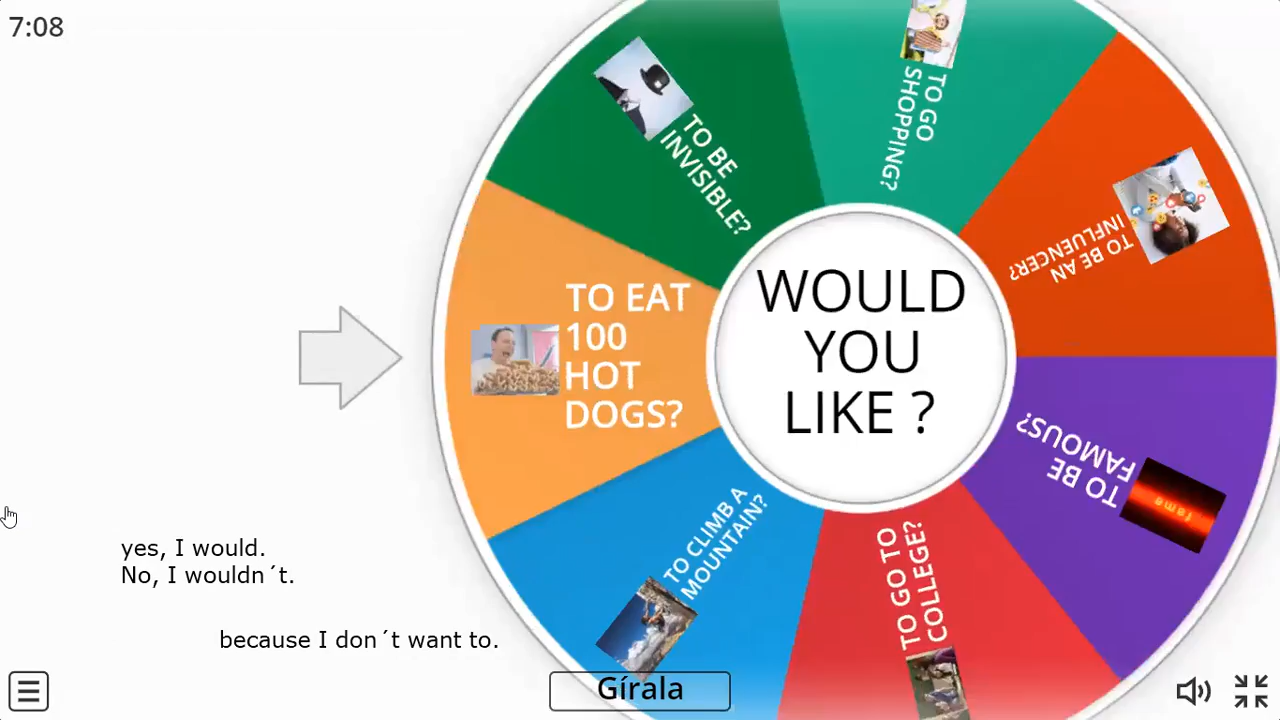 7:08
TO GO
SHOPPING?
TO BE
INVISIBLE?
TO BE AN
INFLUENCER?
TO EAT
100
HOT
DOGS?
WOULD
YOU
LIKE ?
TO BE
FAMOUS?
fame
TO CLIMB A
MOUNTAIN?
TO GO TO
COLLEGE?
yes, I would.
No, I wouldn´t.
because I don´t want to.
Gírala